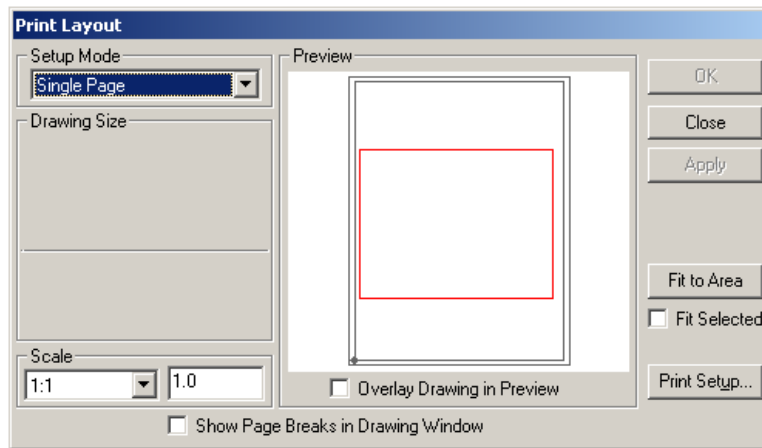 Print Layout
Setup Mode
Single Page
Drawing Size
Scale
1:1
1.0
Preview
Overlay Drawing in Preview
Show Page Breaks in Drawing Window
OK
Close
Apply
Fit to Area
Fit Selected
Print Setup...